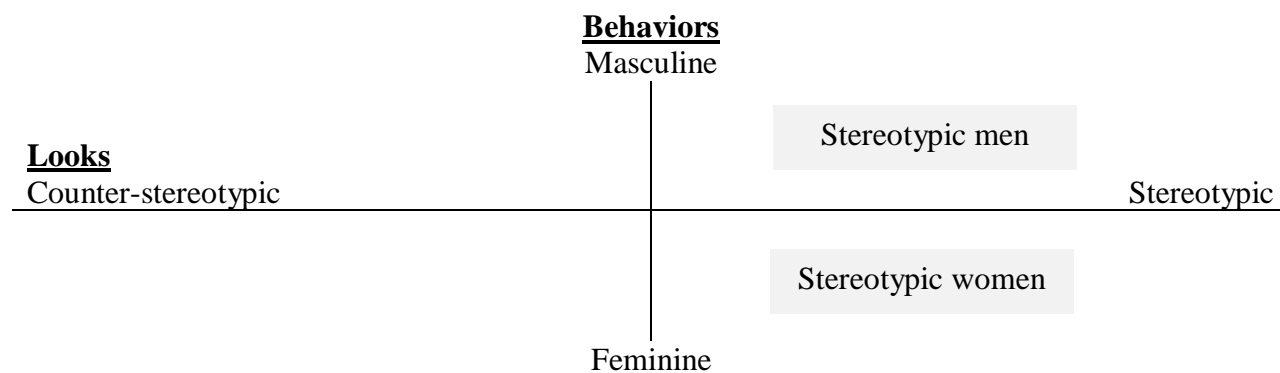 Behaviors
Masculine
Stereotypic men
Looks
Counter-stereotypic
Stereotypic
Stereotypic women
Feminine